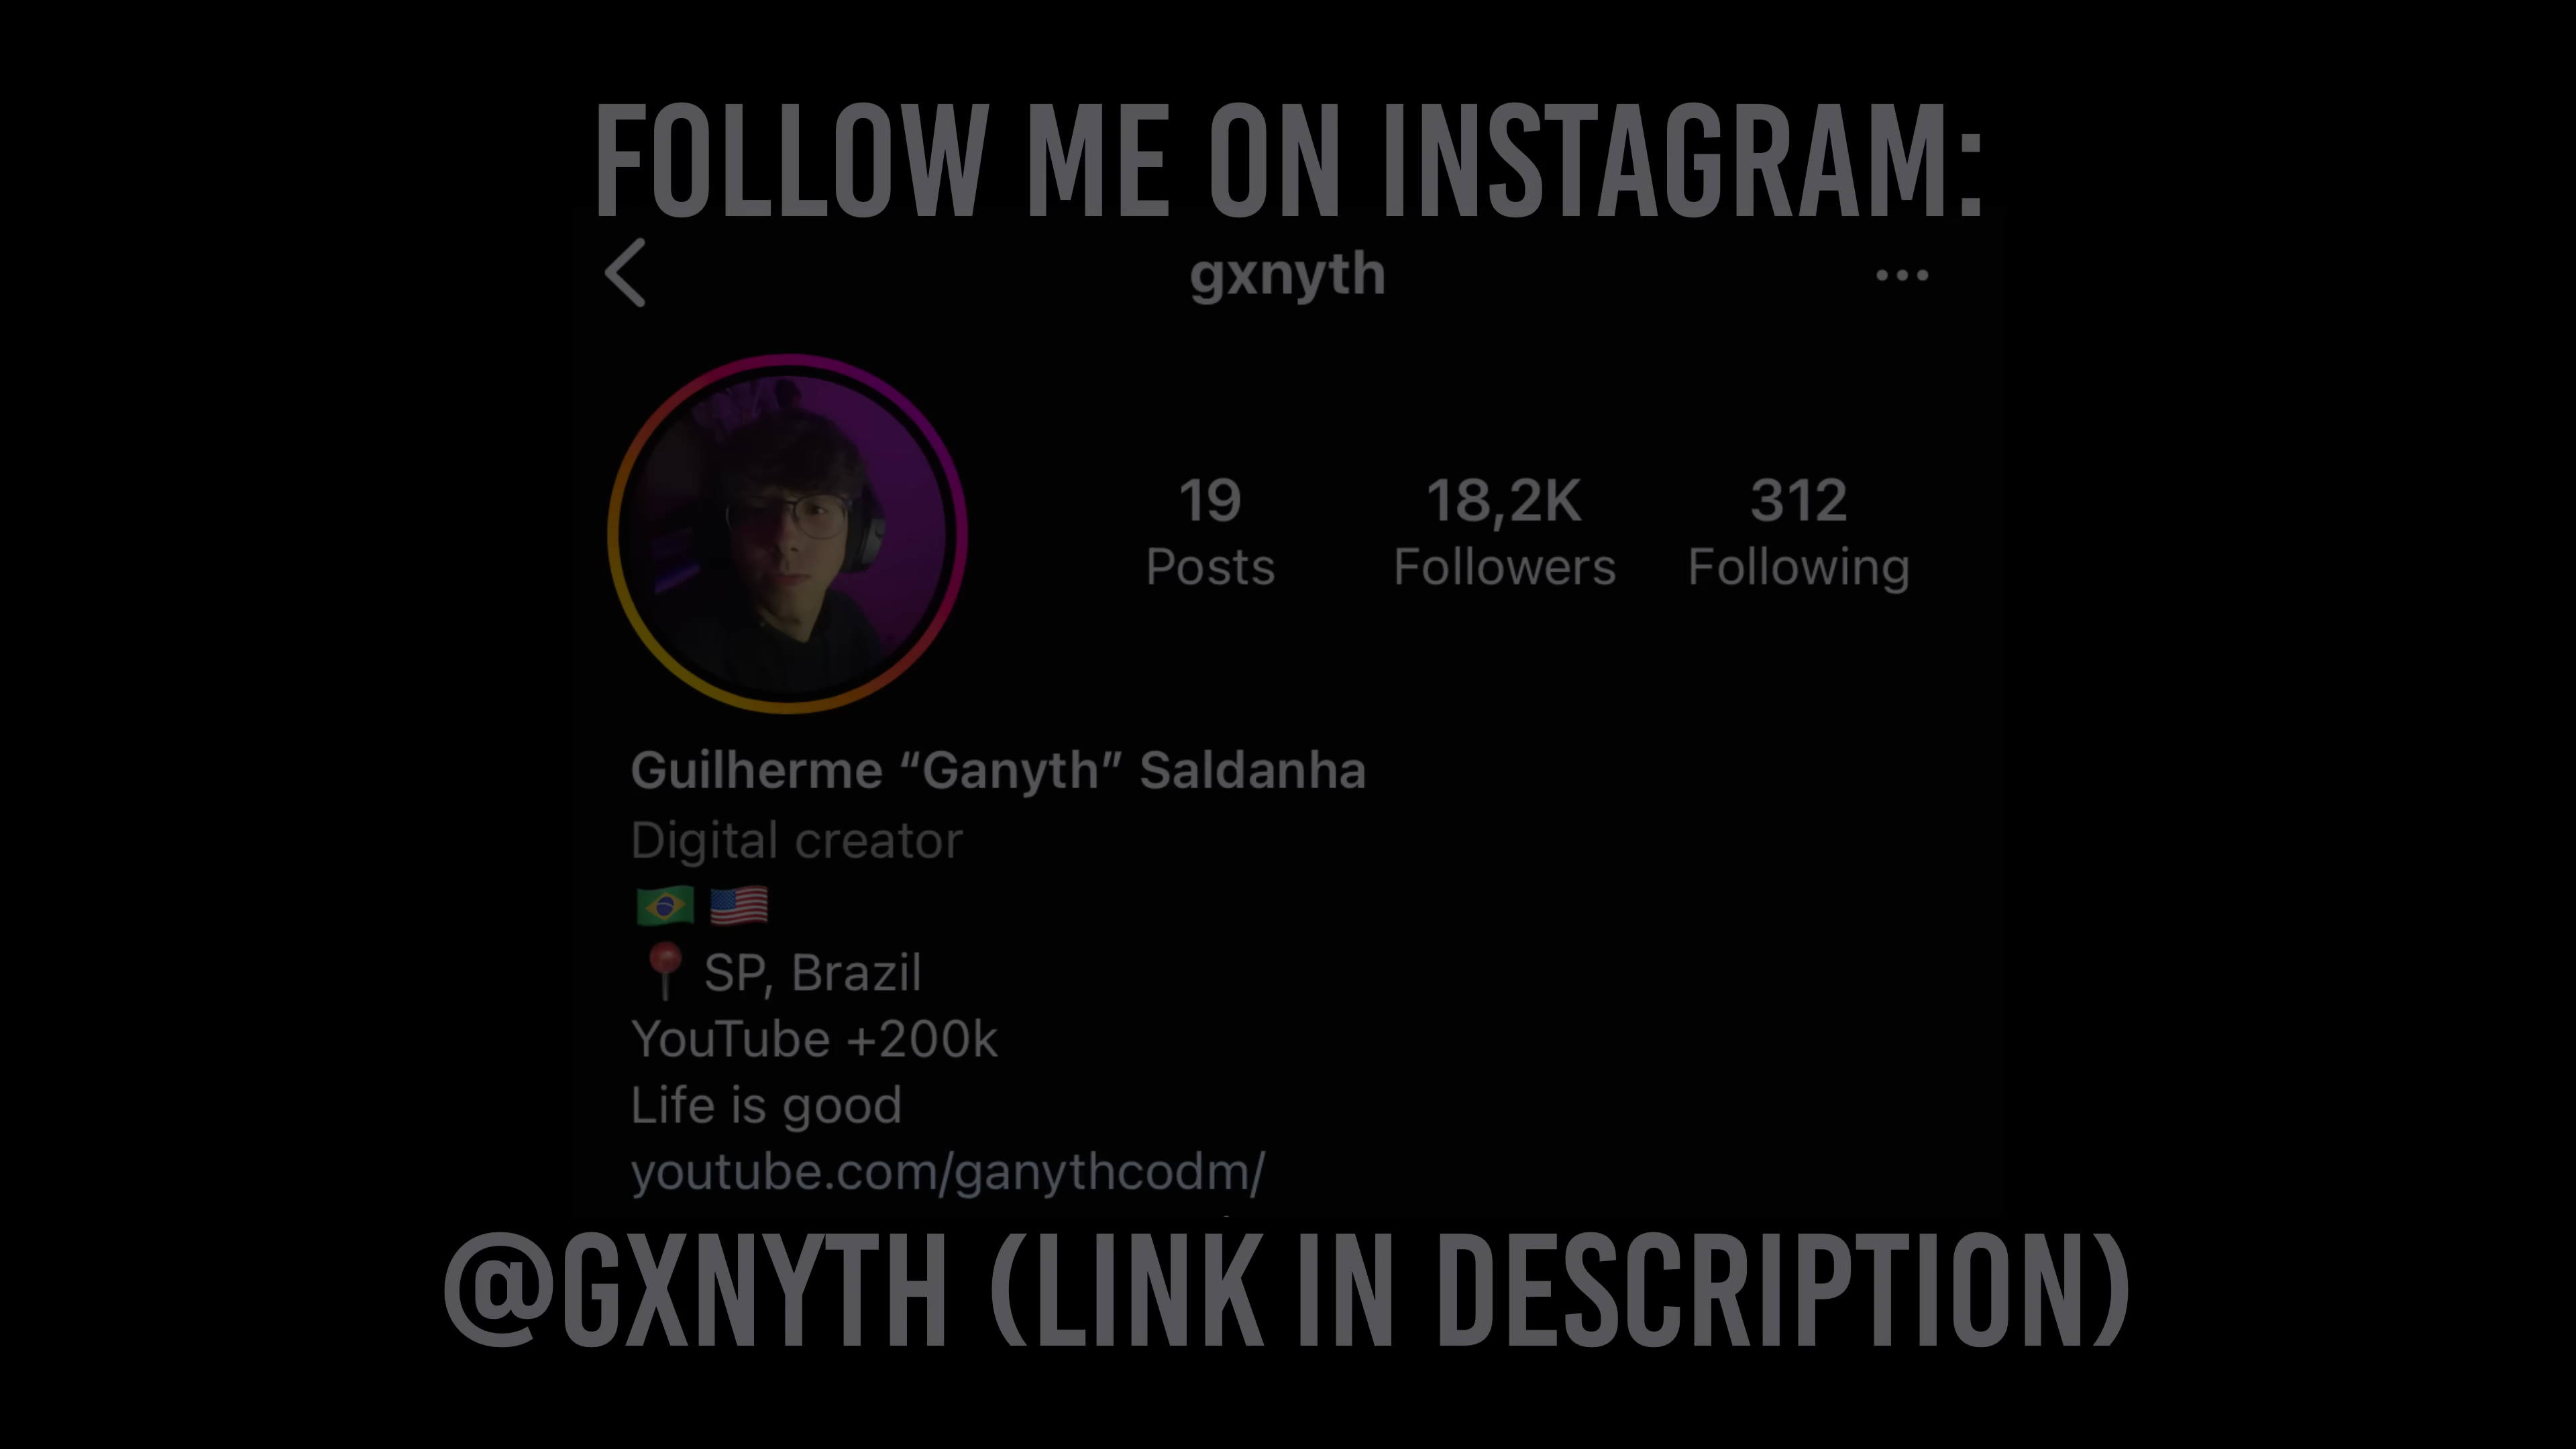 FOLLOW ME ON INSTAGRAM:
gxnyth
19 18,2K 312
Posts Followers Following
Guilherme “Ganyth” Saldanha
Digital creator
SP, Brazil
YouTube +200k
Life is good
youtube.com/ganythcodm/
@GXNYTH (LINK IN DESCRIPTION)